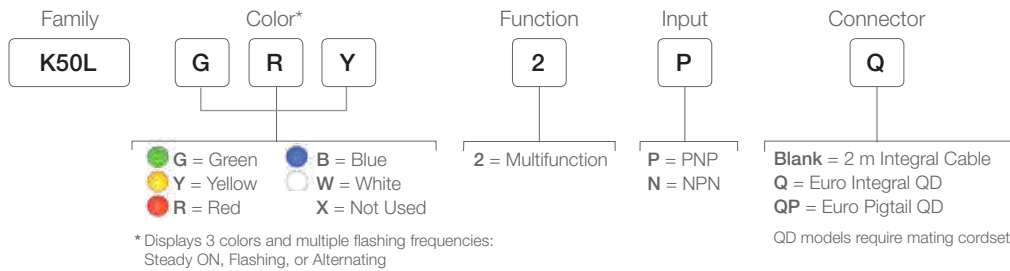 Family Color* Function Input Connector
K50L G R Y 2 P Q
G = Green B = Blue 2 = Multifunction P = PNP Blank = 2 m Integral Cable
Y = Yellow W = White N = NPN Q = Euro Integral QD
R = Red X = Not Used QP = Euro Pigtail QD
* Displays 3 colors and multiple flashing frequencies:
Steady ON, Flashing, or Alternating
QD models require mating cordset